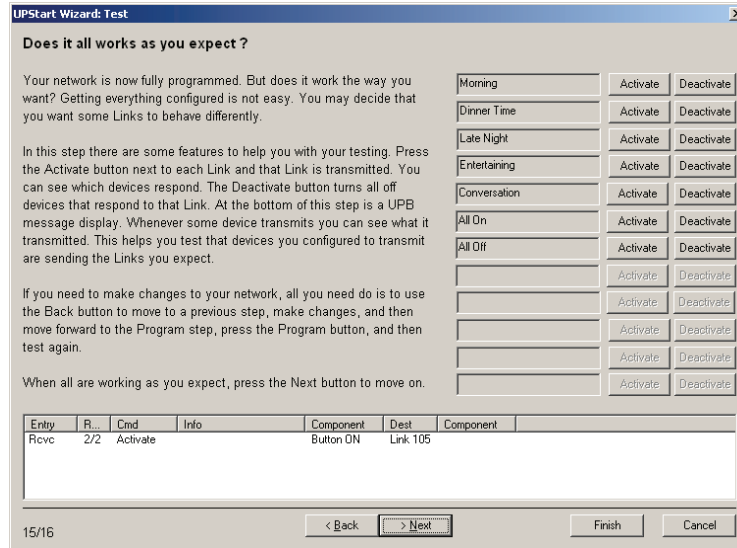 UPStart Wizard: Test
Does it all works as you expect ?
Your network is now fully programmed. But does it work the way you
want? Getting everything configured is not easy. You may decide that
you want some Links to behave differently.
In this step there are some features to help you with your testing. Press
the Activate button next to each Link and that Link is transmitted. You
can see which devices respond. The Deactivate button turns all off
devices that respond to that Link. At the bottom of this step is a UPB
message display. Whenever some device transmits you can see what it
transmitted. This helps you test that devices you configured to transmit
are sending the Links you expect.
If you need to make changes to your network, all you need do is to use
the Back button to move to a previous step, make changes, and then
move forward to the Program step, press the Program button, and then
test again.
When all are working as you expect, press the Next button to move on.
Morning Activate Deactivate
Dinner Time Activate Deactivate
Late Night Activate Deactivate
Entertaining Activate Deactivate
Conversation Activate Deactivate
All On Activate Deactivate
All Off Activate Deactivate
Activate Deactivate
Activate Deactivate
Activate Deactivate
Activate Deactivate
Activate Deactivate
Entry R... Cmd Info Component Dest Component
Rcvc 2/2 Activate Button ON Link 105
15/16 < Back > Next Finish Cancel